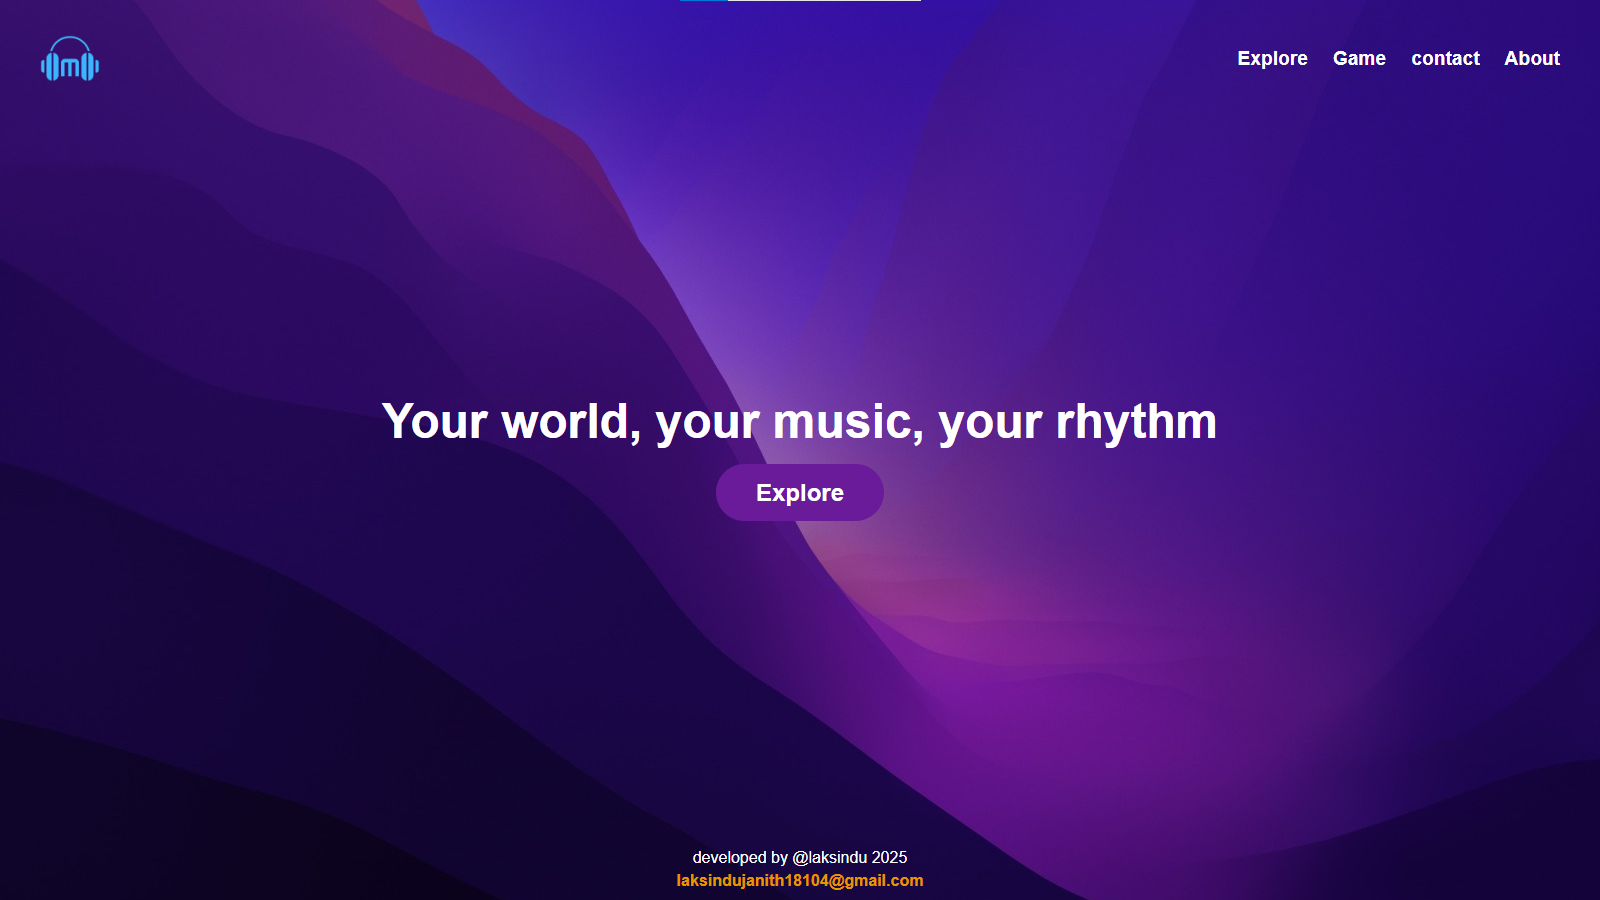 m
Explore Game contact About
Your world, your music, your rhythm
Explore
developed by @laksindu 2025
laksindujanith18104@gmail.com